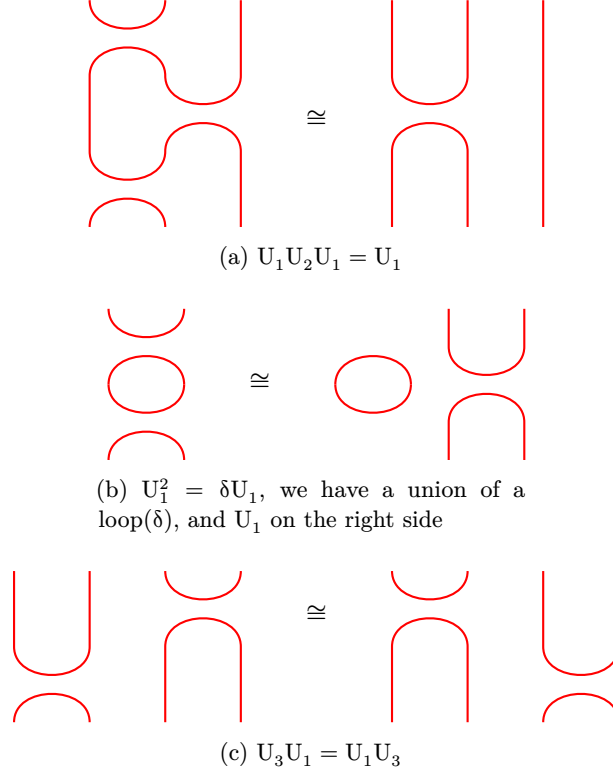 ≅
(a) U₁U₂U₁ = U₁
≅
(b) U₁² = δU₁, we have a union of a
loop(δ), and U₁ on the right side
≅
(c) U₃U₁ = U₁U₃